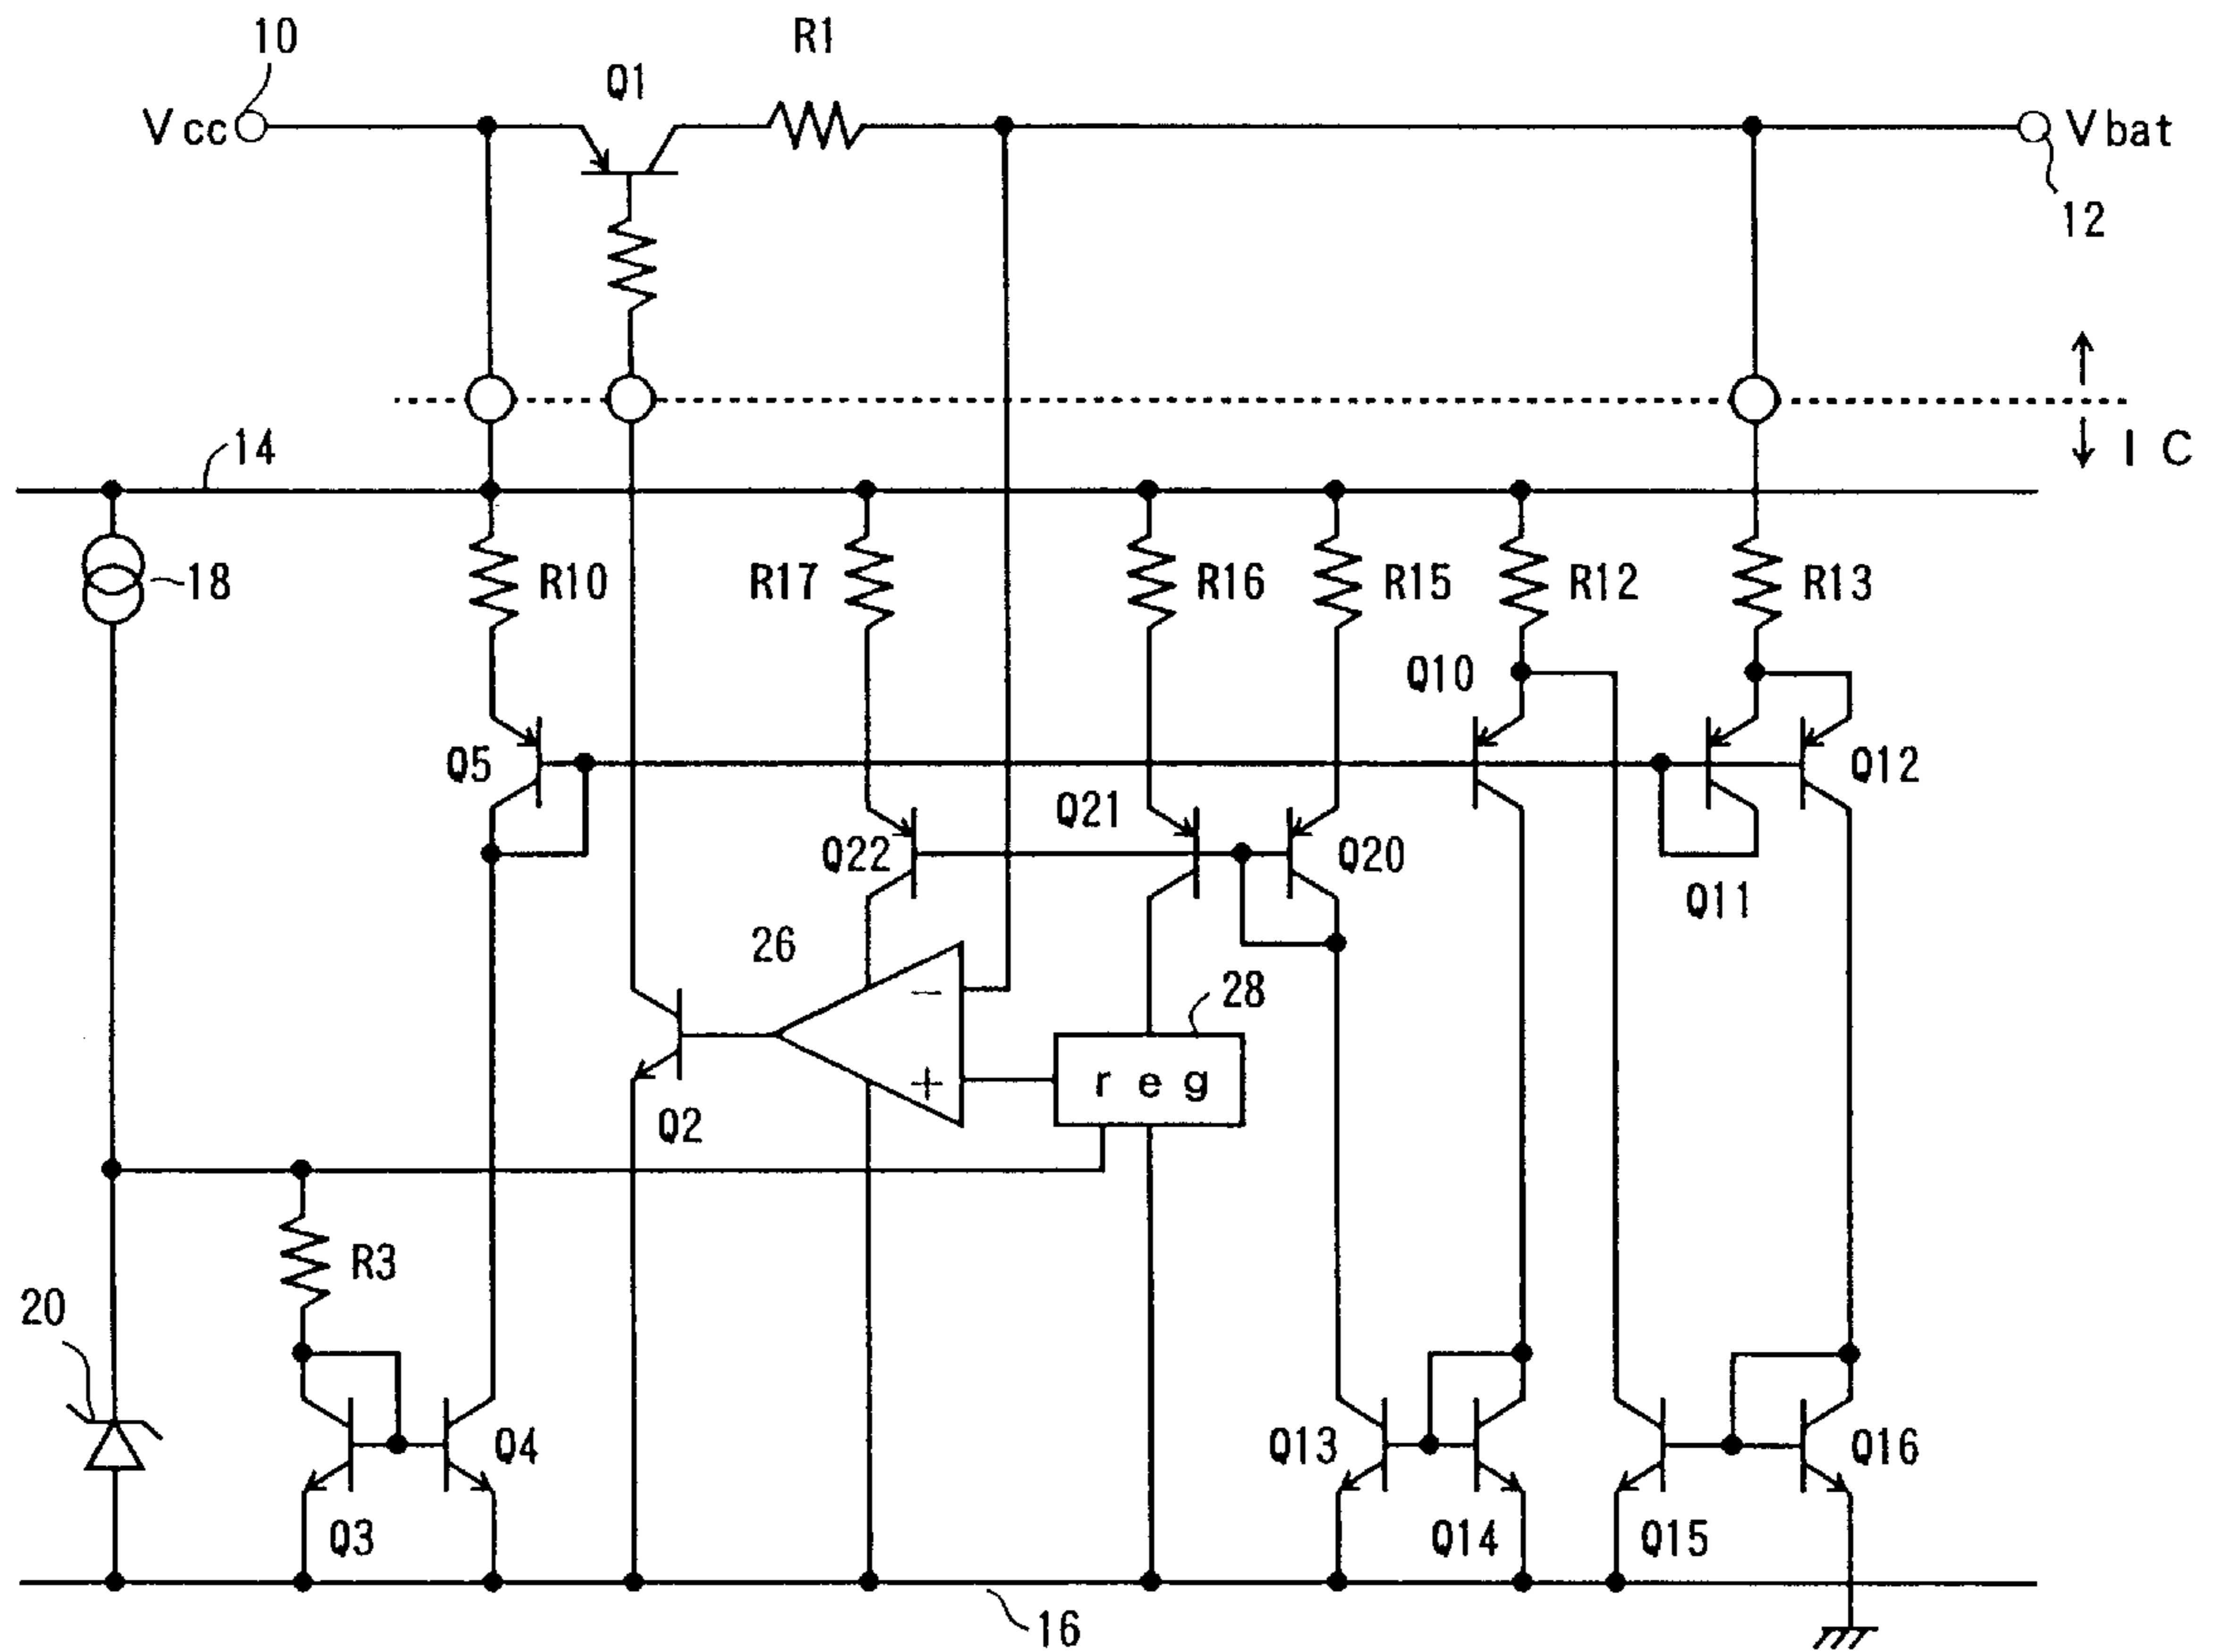 10
R1
Q1
Vcc
Vbat
12
14
IC
18
R10
R17
R16
R15
R12
R13
Q10
Q5
Q12
Q21
Q22
Q20
Q11
26
−
28
+
reg
Q2
R3
20
Q4
Q13
Q16
Q3
Q14
Q15
16